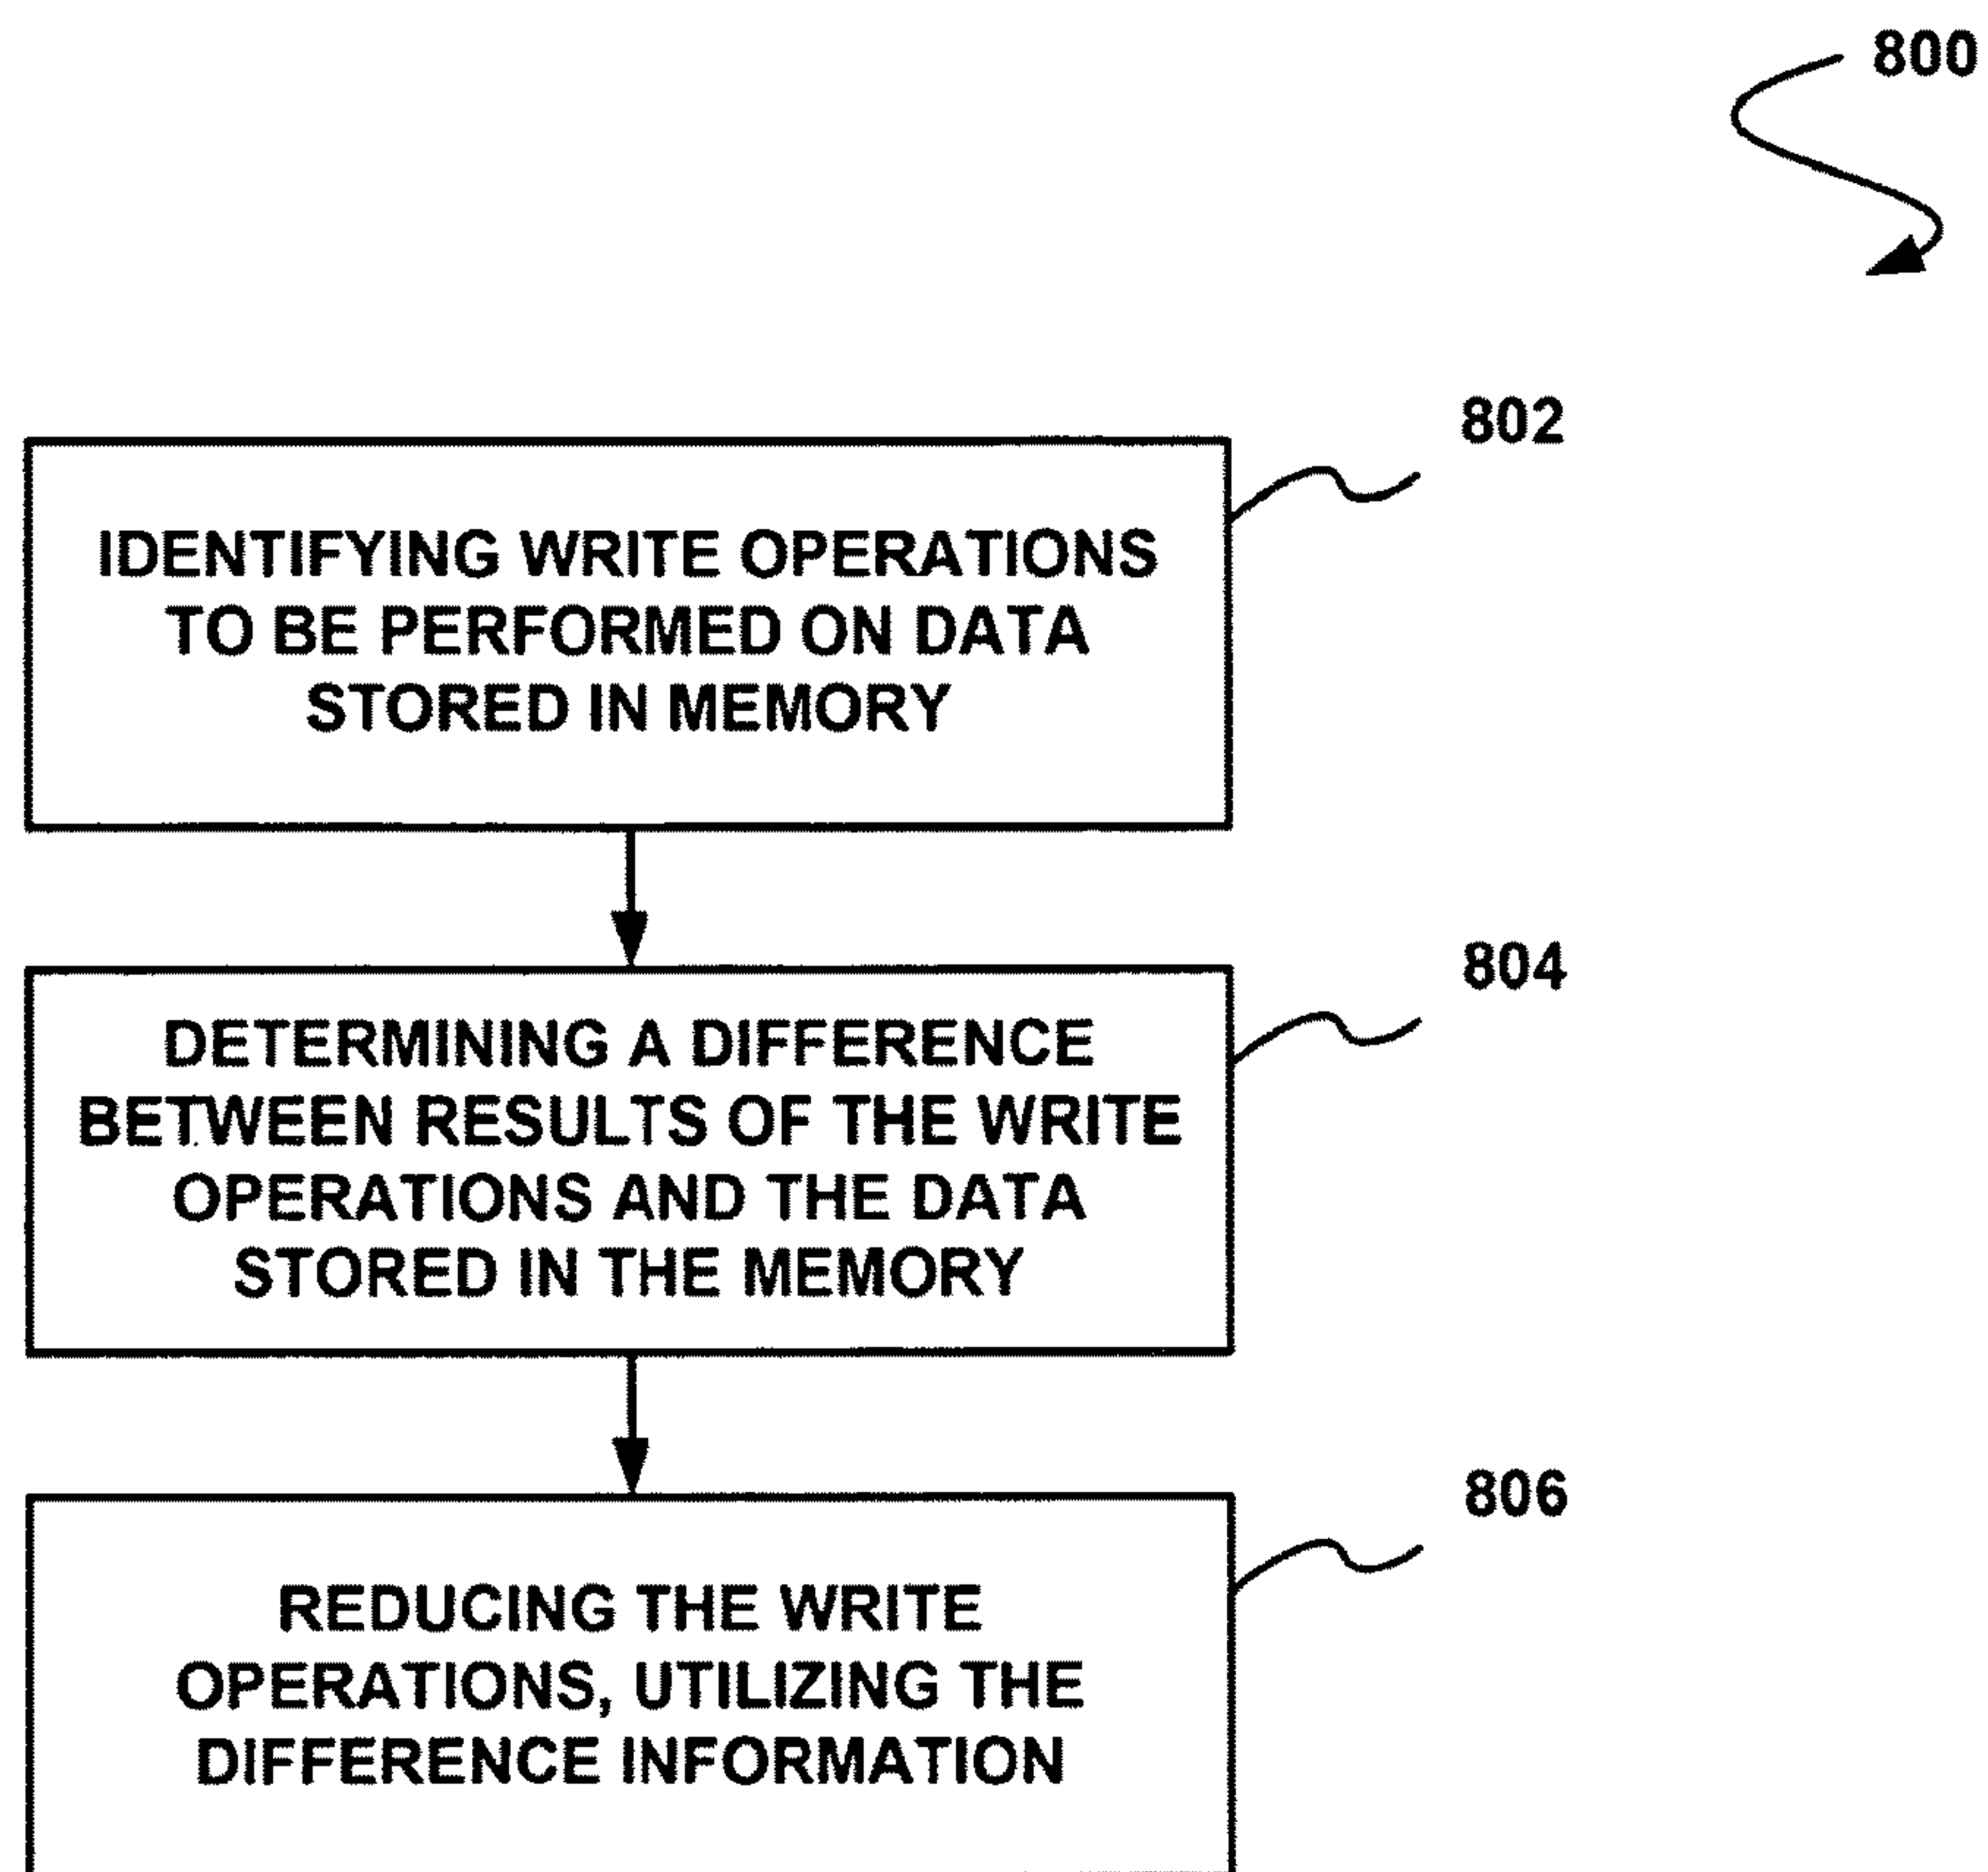 800
802
IDENTIFYING WRITE OPERATIONS
TO BE PERFORMED ON DATA
STORED IN MEMORY
804
DETERMINING A DIFFERENCE
BETWEEN RESULTS OF THE WRITE
OPERATIONS AND THE DATA
STORED IN THE MEMORY
806
REDUCING THE WRITE
OPERATIONS, UTILIZING THE
DIFFERENCE INFORMATION